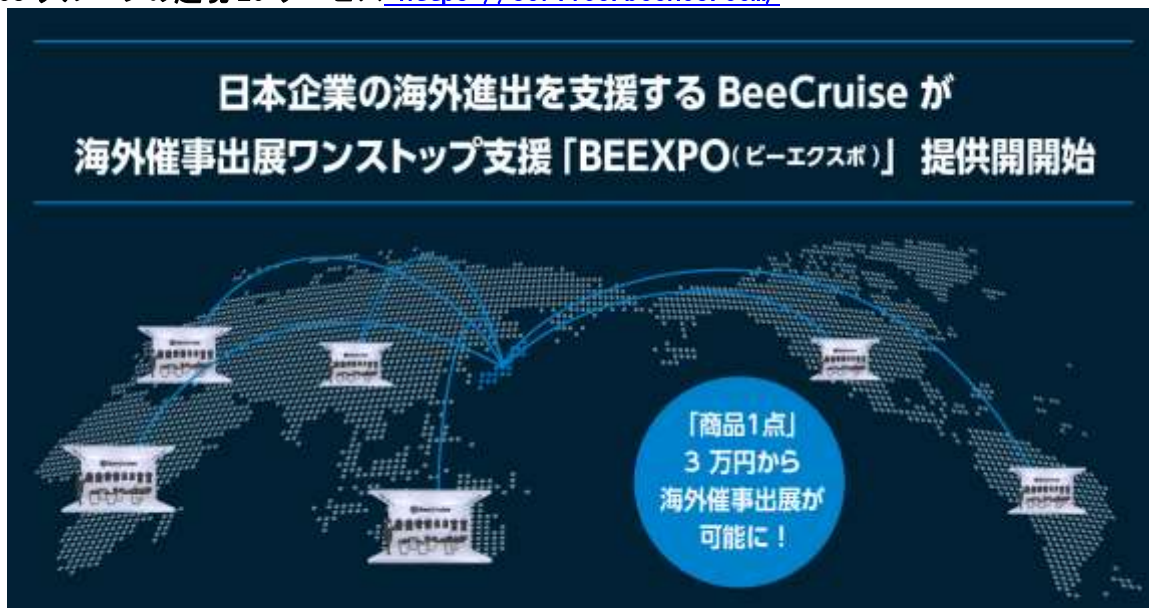 日本企業の海外進出を支援する BeeCruise が
海外催事出展ワンストップ支援「BEEXPO(ビーエクスポ)」 提供開開始
BeeCruise
「商品1点」
3 万円から
海外催事出展が
可能に!